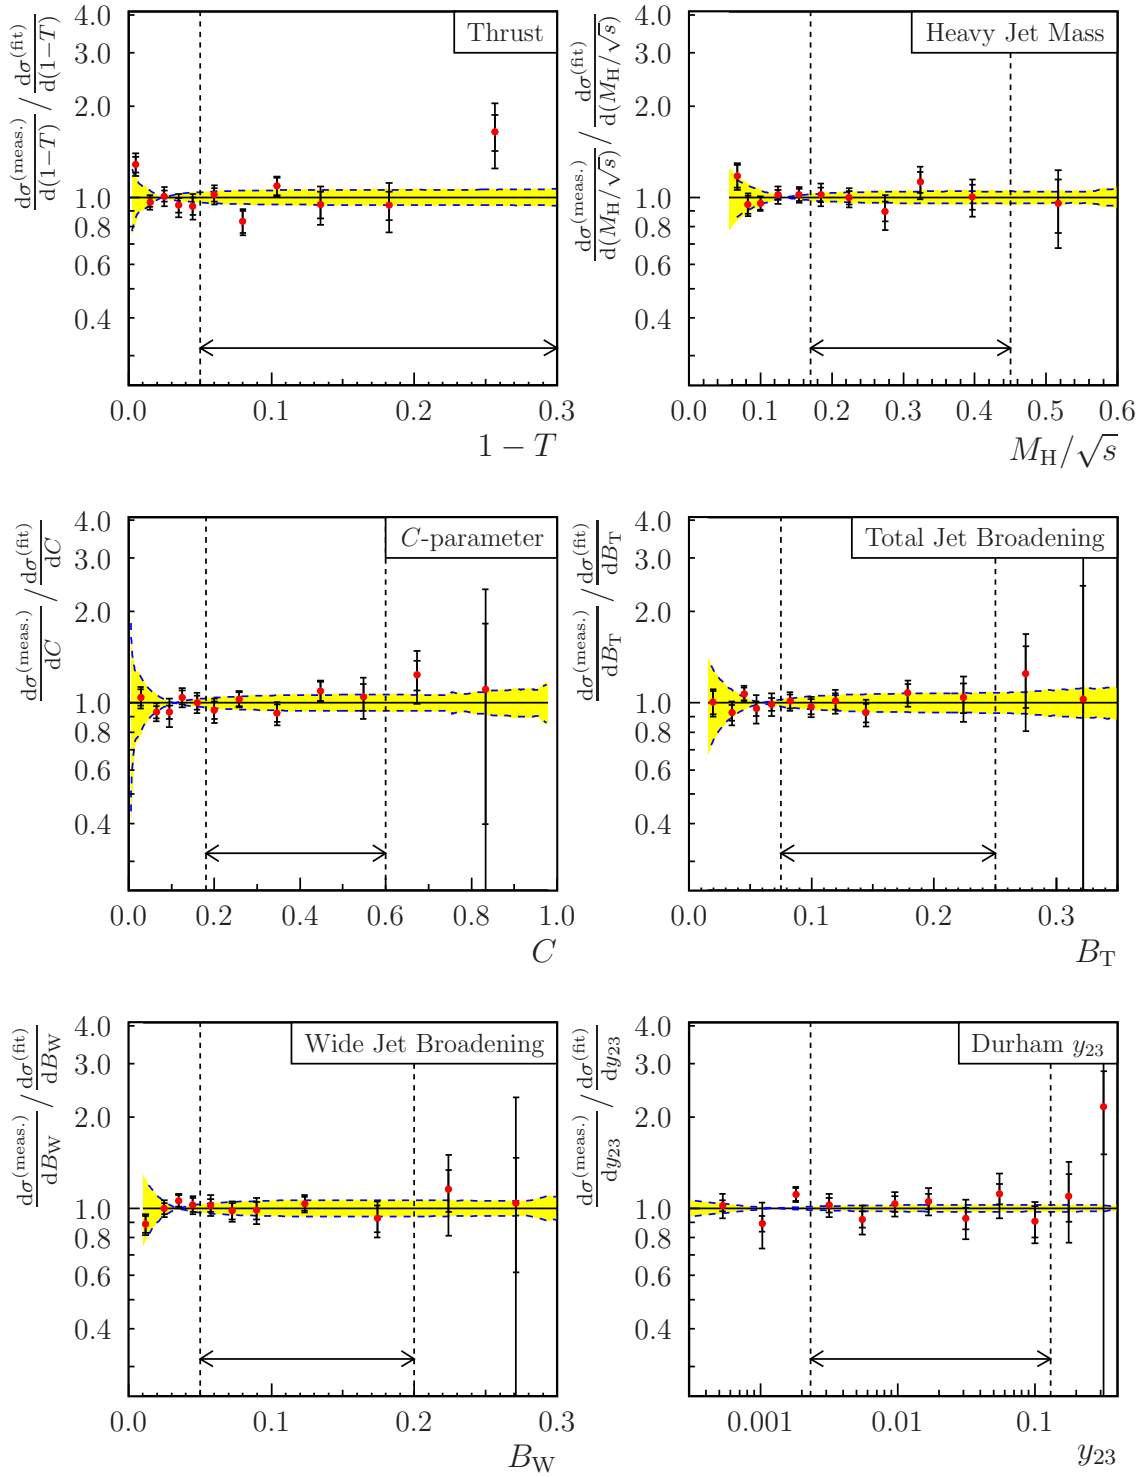 Thrust
dσ(meas.)/d(1−T) / dσ(fit)/d(1−T)
4.0
3.0
2.0
1.0
0.8
0.6
0.4
0.0 0.1 0.2 0.3
1 − T
Heavy Jet Mass
dσ(meas.)/d(M_H/√s) / dσ(fit)/d(M_H/√s)
4.0
3.0
2.0
1.0
0.8
0.6
0.4
0.0 0.1 0.2 0.3 0.4 0.5 0.6
M_H/√s
C-parameter
dσ(meas.)/dC / dσ(fit)/dC
4.0
3.0
2.0
1.0
0.8
0.6
0.4
0.0 0.2 0.4 0.6 0.8 1.0
C
Total Jet Broadening
dσ(meas.)/dB_T / dσ(fit)/dB_T
4.0
3.0
2.0
1.0
0.8
0.6
0.4
0.0 0.1 0.2 0.3
B_T
Wide Jet Broadening
dσ(meas.)/dB_W / dσ(fit)/dB_W
4.0
3.0
2.0
1.0
0.8
0.6
0.4
0.0 0.1 0.2 0.3
B_W
Durham y_23
dσ(meas.)/dy_23 / dσ(fit)/dy_23
4.0
3.0
2.0
1.0
0.8
0.6
0.4
0.001 0.01 0.1
y_23